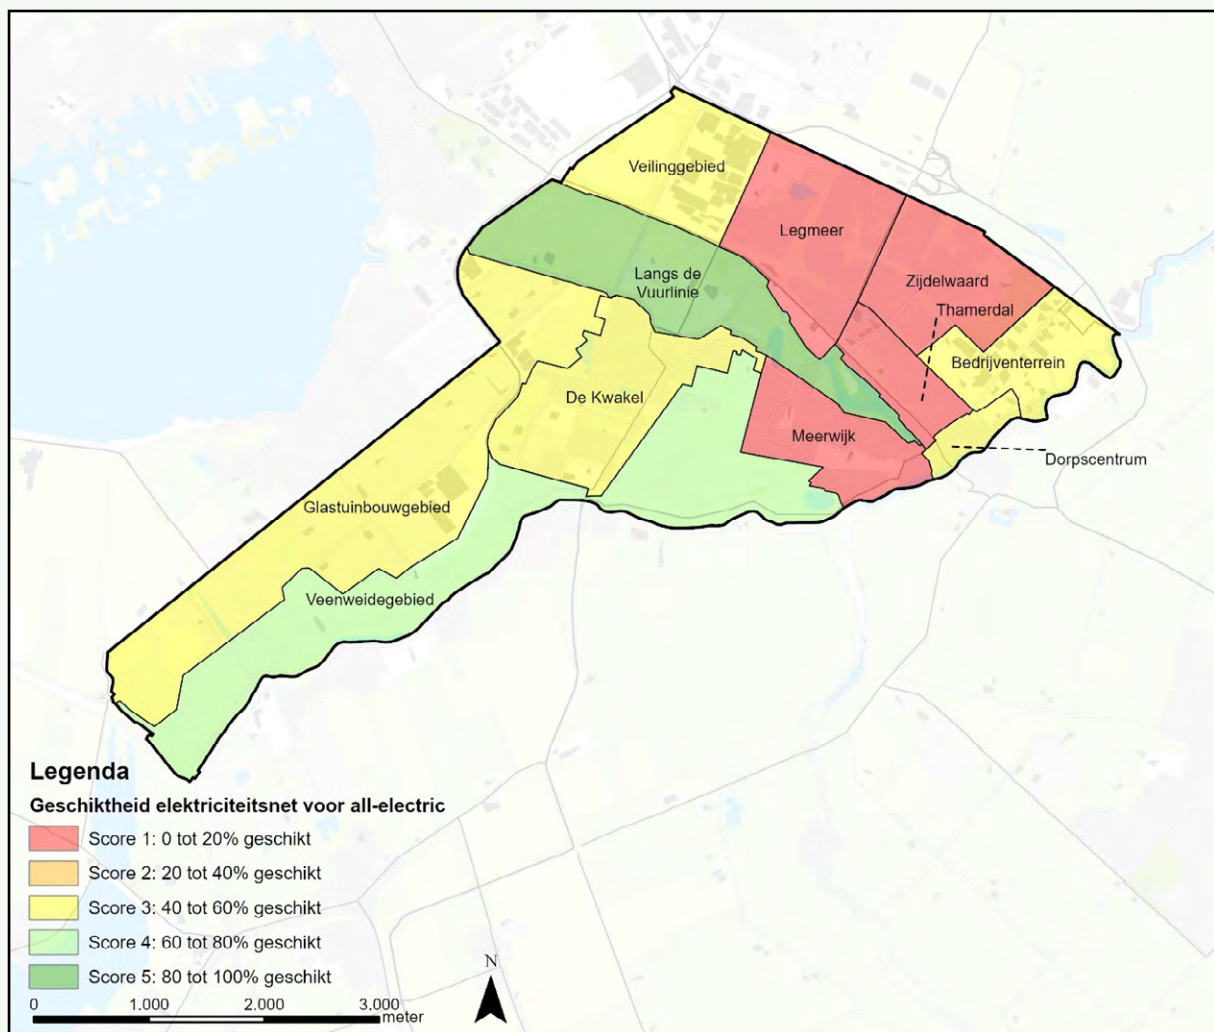 Veilinggebied
Legmeer
Langs de
Vuurlinie
Zijdelwaard
Thamerdal
Bedrijventerrein
De Kwakel
Meerwijk
Dorpscentrum
Glastuinbouwgebied
Veenweidegebied
Legenda
Geschiktheid elektriciteitsnet voor all-electric
Score 1: 0 tot 20% geschikt
Score 2: 20 tot 40% geschikt
Score 3: 40 tot 60% geschikt
Score 4: 60 tot 80% geschikt
Score 5: 80 tot 100% geschikt
0 1.000 2.000 3.000
meter
N